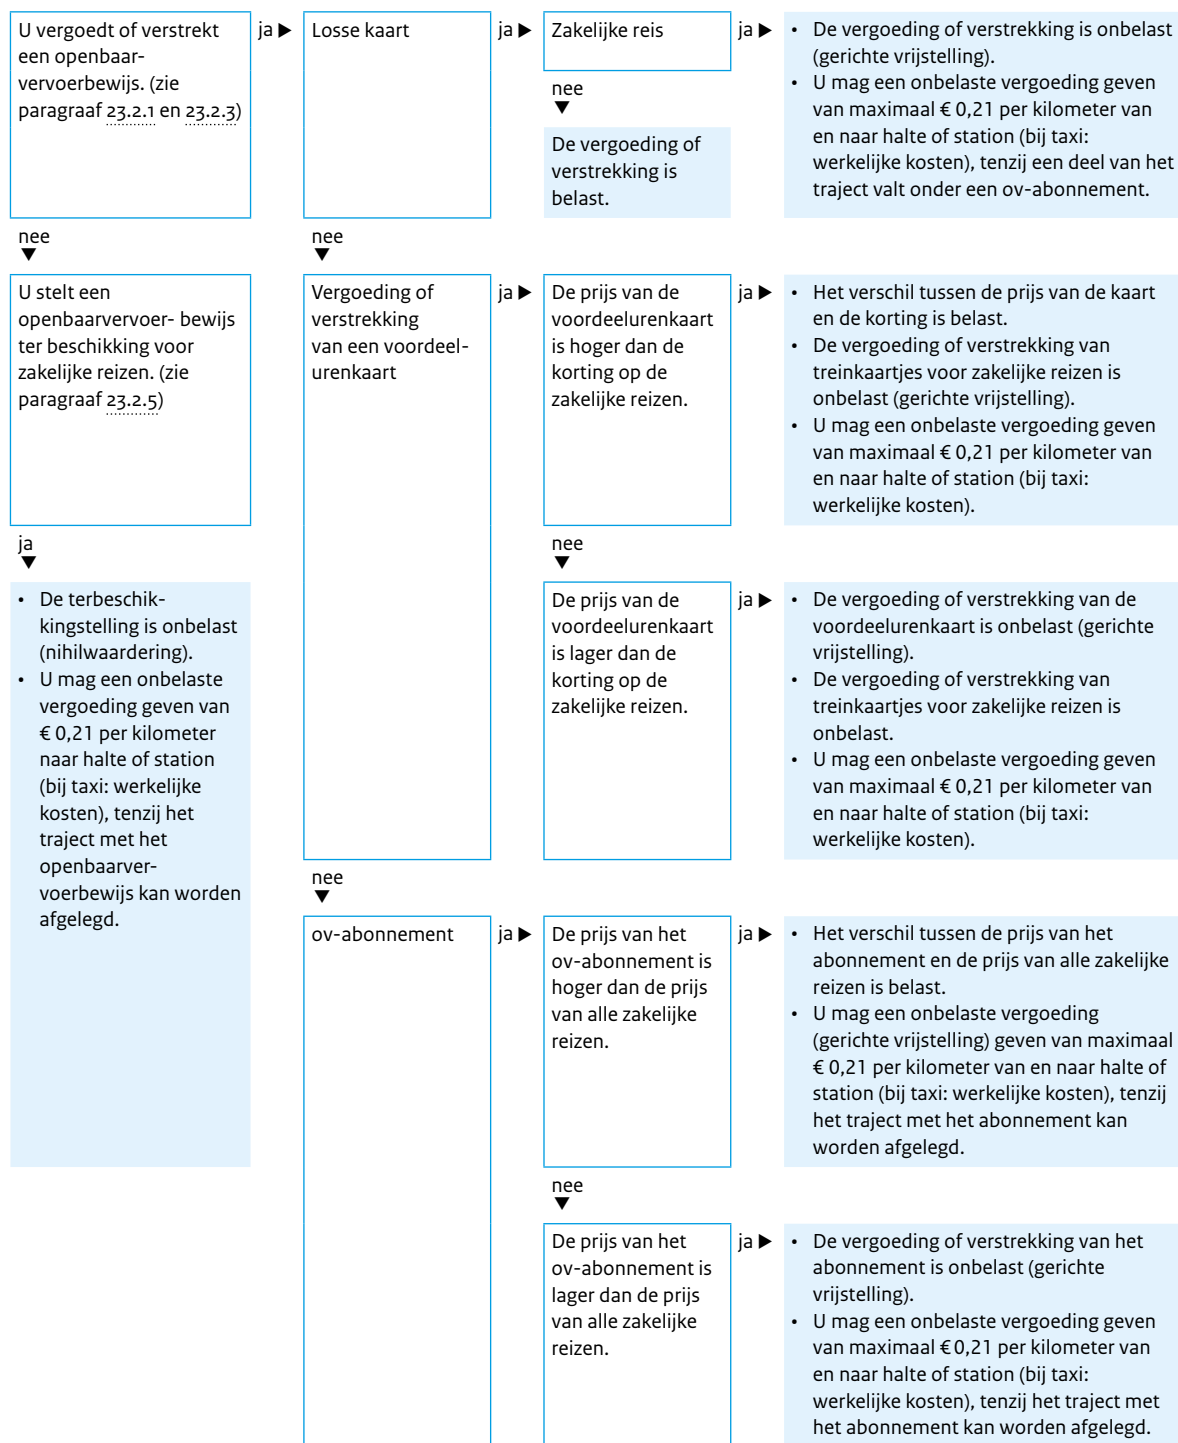 U vergoedt of verstrekt
een openbaar-
vervoerbewijs. (zie
paragraaf 23.2.1 en 23.2.3)
ja ▶
Losse kaart
ja ▶
Zakelijke reis
ja ▶
• De vergoeding of verstrekking is onbelast
(gerichte vrijstelling).
• U mag een onbelaste vergoeding geven
van maximaal € 0,21 per kilometer van
en naar halte of station (bij taxi:
werkelijke kosten), tenzij een deel van het
traject valt onder een ov-abonnement.
nee
▼
De vergoeding of
verstrekking is
belast.
nee
▼
nee
▼
U stelt een
openbaarvervoer- bewijs
ter beschikking voor
zakelijke reizen. (zie
paragraaf 23.2.5)
Vergoeding of
verstrekking
van een voordeel-
urenkaart
ja ▶
De prijs van de
voordeelurenkaart
is hoger dan de
korting op de
zakelijke reizen.
ja ▶
• Het verschil tussen de prijs van de kaart
en de korting is belast.
• De vergoeding of verstrekking van
treinkaartjes voor zakelijke reizen is
onbelast (gerichte vrijstelling).
• U mag een onbelaste vergoeding geven
van maximaal € 0,21 per kilometer van
en naar halte of station (bij taxi:
werkelijke kosten).
ja
▼
nee
▼
• De terbeschik-
kingstelling is onbelast
(nihilwaardering).
• U mag een onbelaste
vergoeding geven van
€ 0,21 per kilometer
naar halte of station
(bij taxi: werkelijke
kosten), tenzij het
traject met het
openbaarver-
voerbewijs kan worden
afgelegd.
De prijs van de
voordeelurenkaart
is lager dan de
korting op de
zakelijke reizen.
ja ▶
• De vergoeding of verstrekking van de
voordeelurenkaart is onbelast (gerichte
vrijstelling).
• De vergoeding of verstrekking van
treinkaartjes voor zakelijke reizen is
onbelast.
• U mag een onbelaste vergoeding geven
van maximaal € 0,21 per kilometer van
en naar halte of station (bij taxi:
werkelijke kosten).
nee
▼
ov-abonnement
ja ▶
De prijs van het
ov-abonnement is
hoger dan de prijs
van alle zakelijke
reizen.
ja ▶
• Het verschil tussen de prijs van het
abonnement en de prijs van alle zakelijke
reizen is belast.
• U mag een onbelaste vergoeding
(gerichte vrijstelling) geven van maximaal
€ 0,21 per kilometer van en naar halte of
station (bij taxi: werkelijke kosten), tenzij
het traject met het abonnement kan
worden afgelegd.
nee
▼
De prijs van het
ov-abonnement is
lager dan de prijs
van alle zakelijke
reizen.
ja ▶
• De vergoeding of verstrekking van het
abonnement is onbelast (gerichte
vrijstelling).
• U mag een onbelaste vergoeding geven
van maximaal € 0,21 per kilometer van
en naar halte of station (bij taxi:
werkelijke kosten), tenzij het traject met
het abonnement kan worden afgelegd.